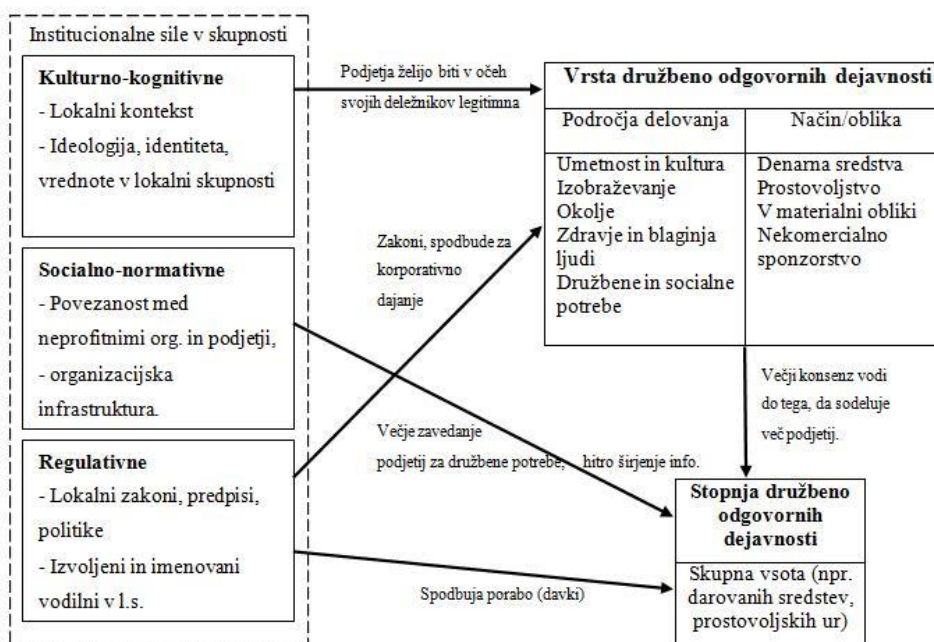 Institucionalne sile v skupnosti
Kulturno-kognitivne
- Lokalni kontekst
- Ideologija, identiteta,
vrednote v lokalni skupnosti
Socialno-normativne
- Povezanost med
neprofitnimi org. in podjetji,
- organizacijska
infrastruktura.
Regulativne
- Lokalni zakoni, predpisi,
politike
- Izvoljeni in imenovani
vodilni v l.s.
Podjetja želijo biti v očeh
svojih deležnikov legitimna
Zakoni, spodbude za
korporativno
dajanje
Večje zavedanje
podjetij za družbene potrebe, hitro širjenje info.
Spodbuja porabo (davki)
Vrsta družbeno odgovornih dejavnosti
Področja delovanja
Umetnost in kultura
Izobraževanje
Okolje
Zdravje in blaginja
ljudi
Družbene in socialne
potrebe
Način/oblika
Denarna sredstva
Prostovoljstvo
V materialni obliki
Nekomercialno
sponzorstvo
Večji konsenz vodi
do tega, da sodeluje
več podjetij.
Stopnja družbeno
odgovornih
dejavnosti
Skupna vsota (npr.
darovanih sredstev,
prostovoljskih ur)